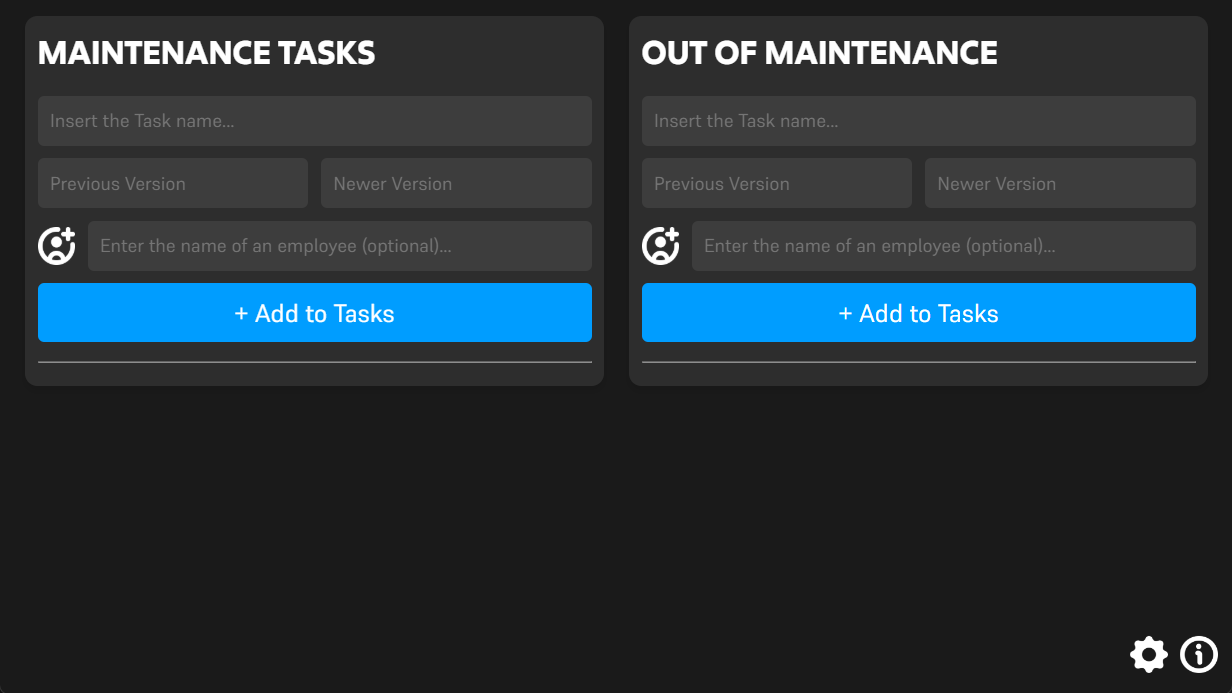 MAINTENANCE TASKS
Insert the Task name...
Previous Version
Newer Version
Enter the name of an employee (optional)...
+ Add to Tasks
OUT OF MAINTENANCE
Insert the Task name...
Previous Version
Newer Version
Enter the name of an employee (optional)...
+ Add to Tasks